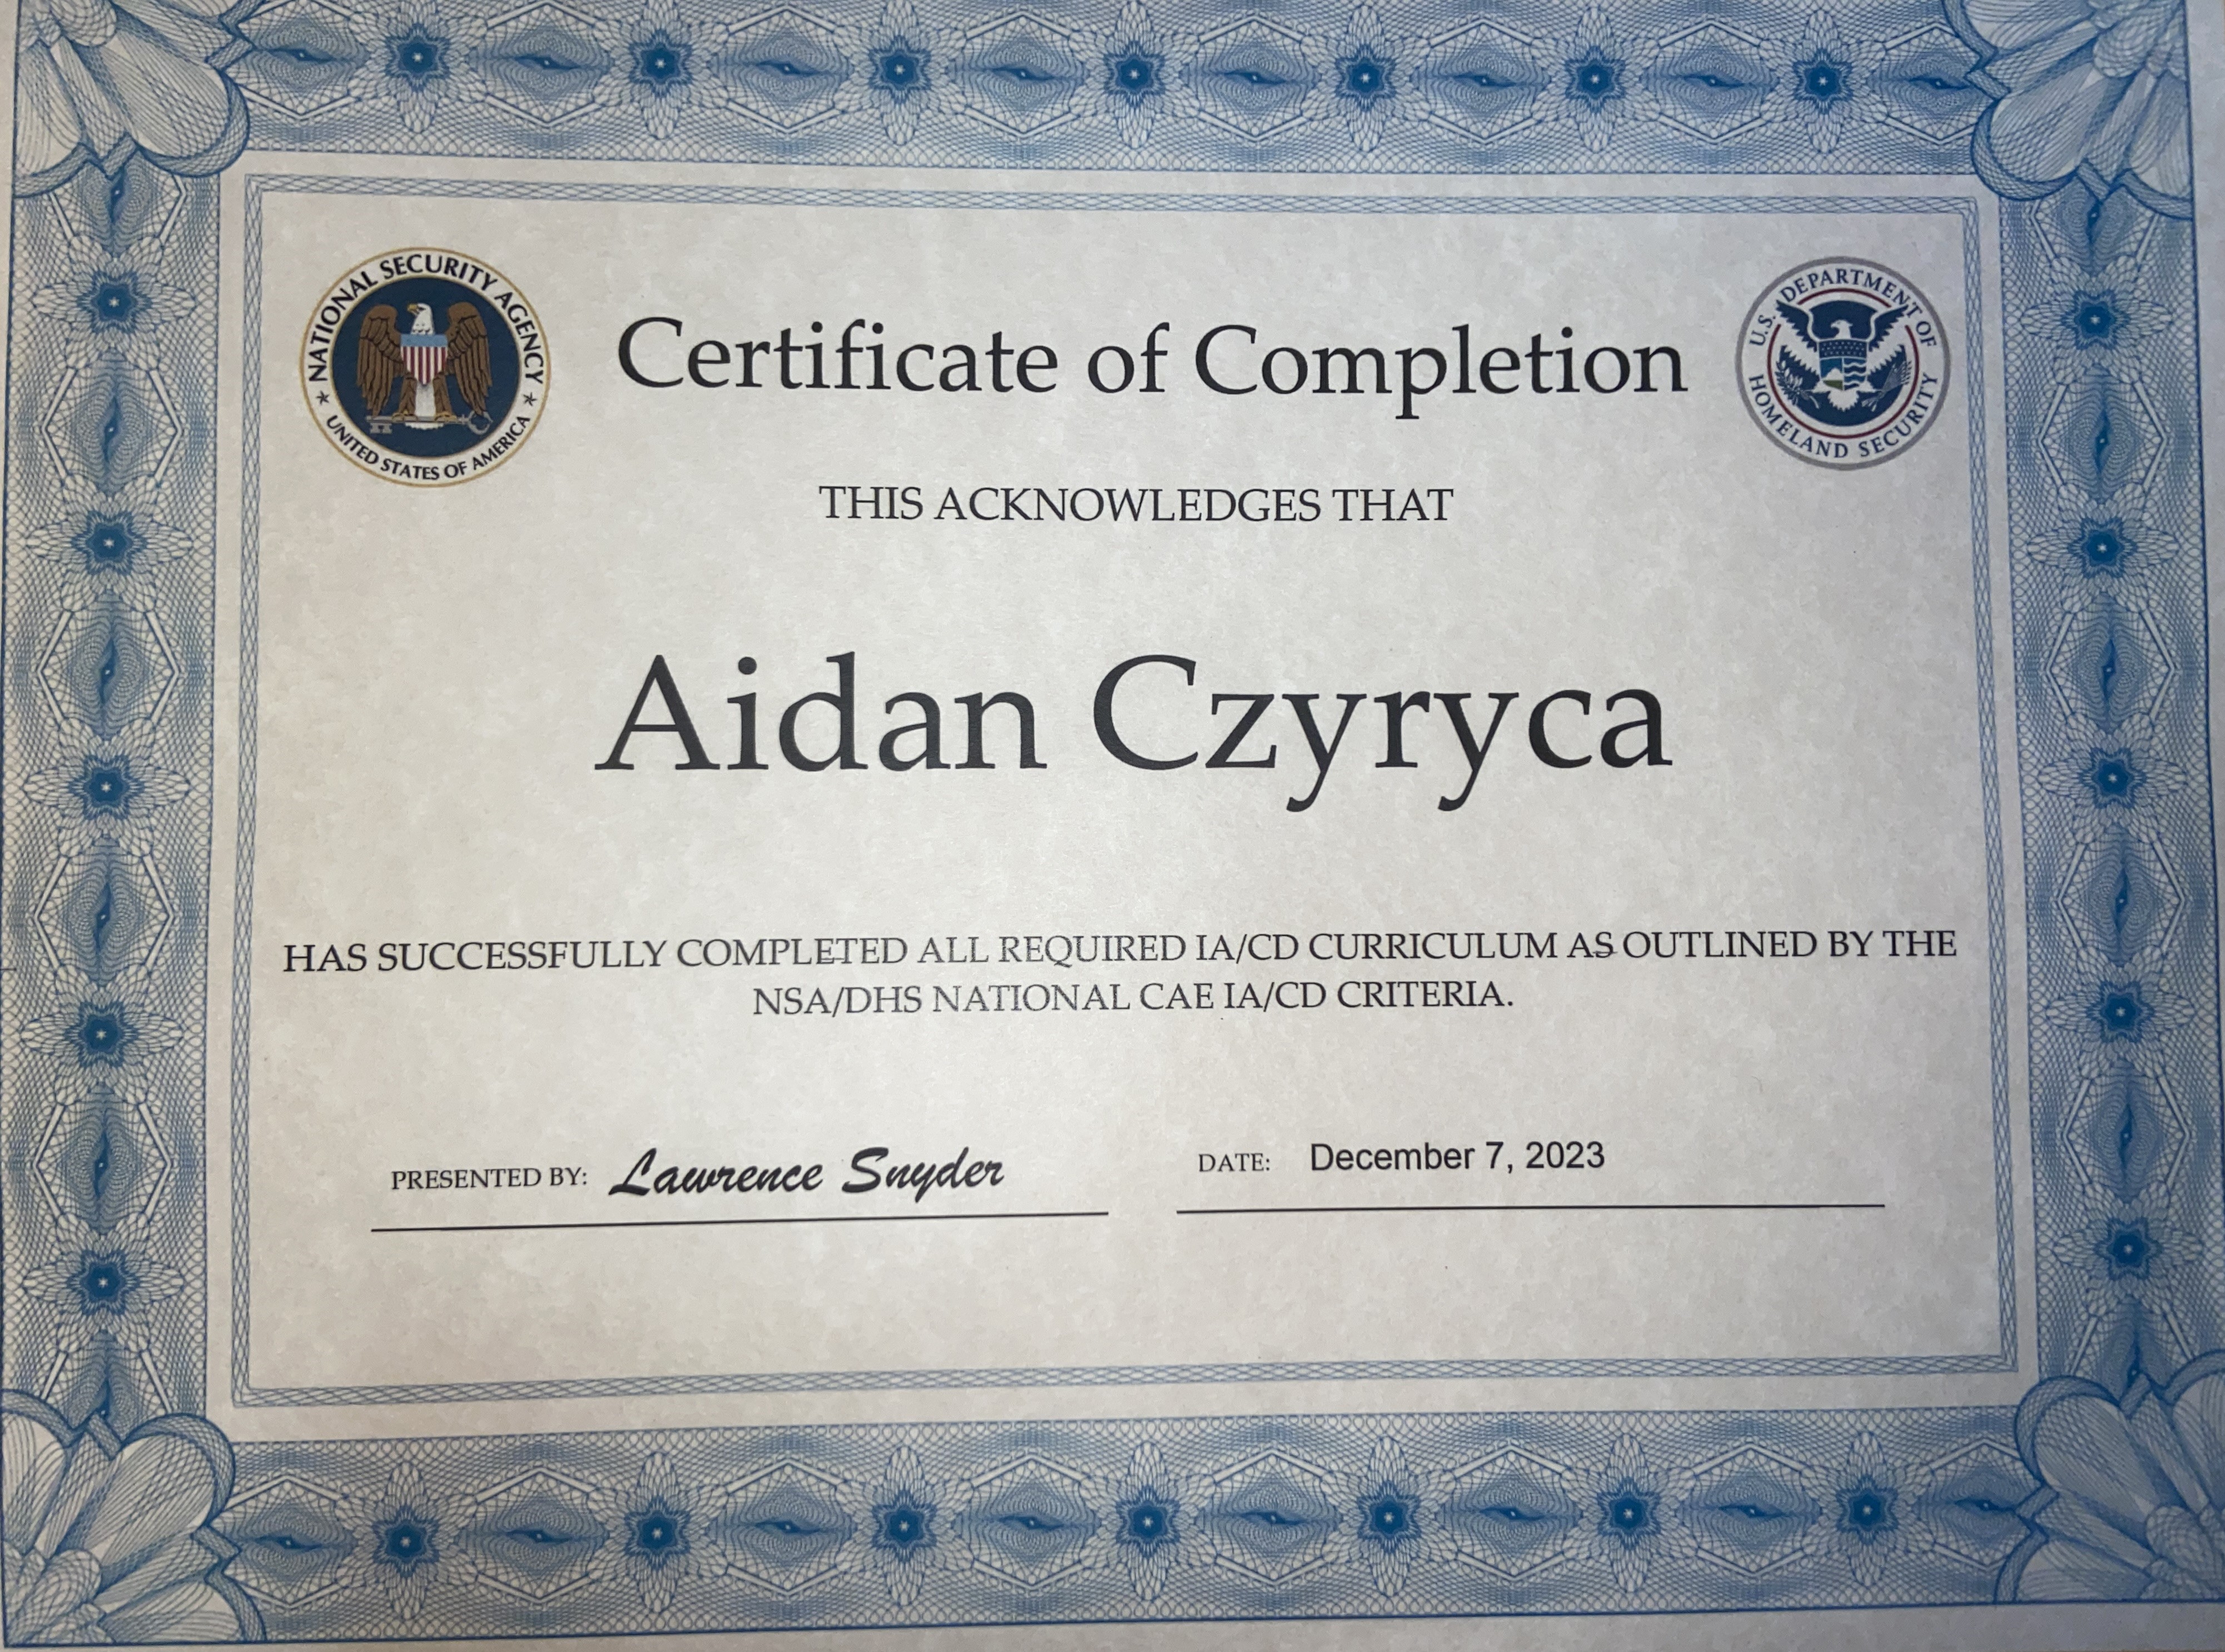 NATIONAL SECURITY AGENCY
UNITED STATES OF AMERICA
Certificate of Completion
U.S. DEPARTMENT OF
HOMELAND SECURITY
THIS ACKNOWLEDGES THAT
Aidan Czyryca
HAS SUCCESSFULLY COMPLETED ALL REQUIRED IA/CD CURRICULUM AS OUTLINED BY THE
NSA/DHS NATIONAL CAE IA/CD CRITERIA.
PRESENTED BY: Lawrence Snyder
DATE: December 7, 2023